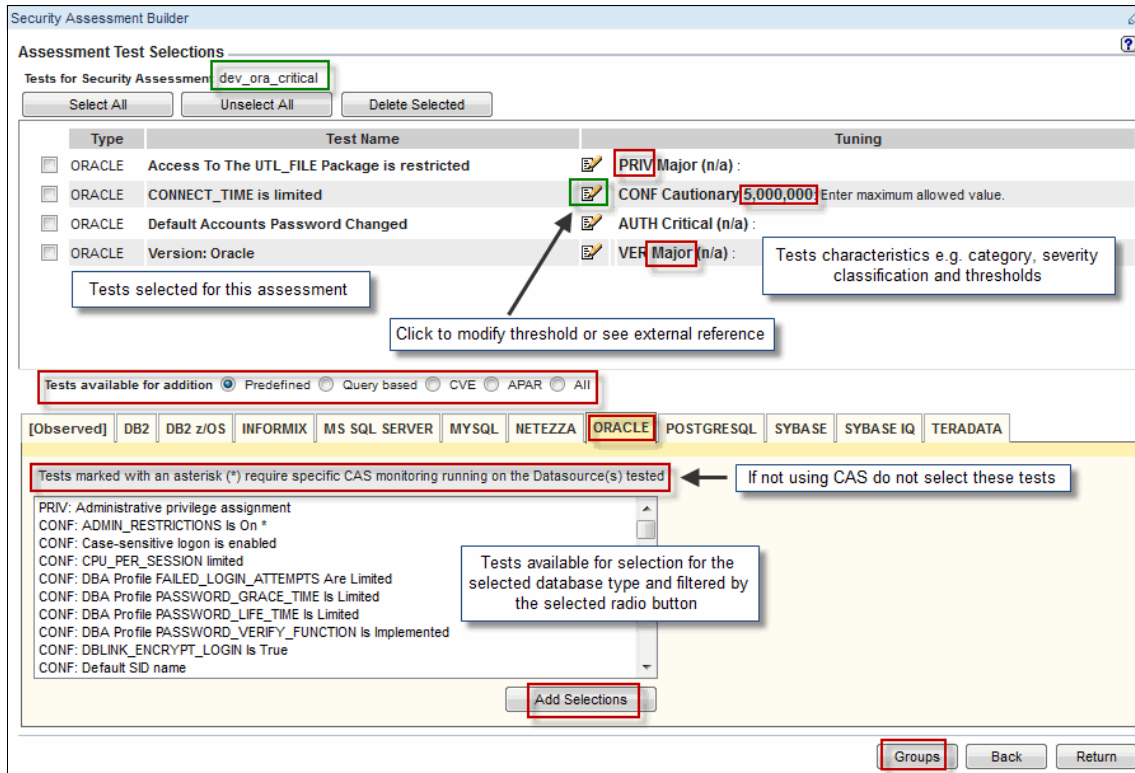 Security Assessment Builder
Assessment Test Selections
?
Tests for Security Assessment dev_ora_critical
Select All Unselect All Delete Selected
Type Test Name Tuning
ORACLE Access To The UTL_FILE Package is restricted PRIV Major (n/a) :
ORACLE CONNECT_TIME is limited CONF Cautionary 5,000,000: Enter maximum allowed value.
ORACLE Default Accounts Password Changed AUTH Critical (n/a) :
ORACLE Version: Oracle VER Major (n/a) :
Tests characteristics e.g. category, severity
classification and thresholds
Tests selected for this assessment
Click to modify threshold or see external reference
Tests available for addition Predefined Query based CVE APAR All
[Observed] DB2 DB2 z/OS INFORMIX MS SQL SERVER MYSQL NETEZZA ORACLE POSTGRESQL SYBASE SYBASE IQ TERADATA
Tests marked with an asterisk (*) require specific CAS monitoring running on the Datasource(s) tested
If not using CAS do not select these tests
PRIV: Administrative privilege assignment
CONF: ADMIN_RESTRICTIONS Is On *
CONF: Case-sensitive logon is enabled
CONF: CPU_PER_SESSION limited
CONF: DBA Profile FAILED_LOGIN_ATTEMPTS Are Limited
CONF: DBA Profile PASSWORD_GRACE_TIME Is Limited
CONF: DBA Profile PASSWORD_LIFE_TIME Is Limited
CONF: DBA Profile PASSWORD_VERIFY_FUNCTION Is Implemented
CONF: DBLINK_ENCRYPT_LOGIN Is True
CONF: Default SID name
Tests available for selection for the
selected database type and filtered by
the selected radio button
Add Selections
Groups Back Return